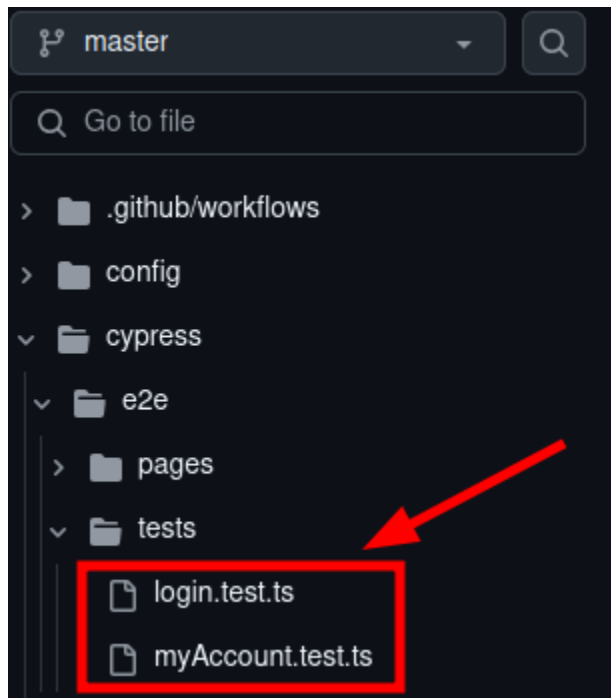 master
Go to file
.github/workflows
config
cypress
e2e
pages
tests
login.test.ts
myAccount.test.ts